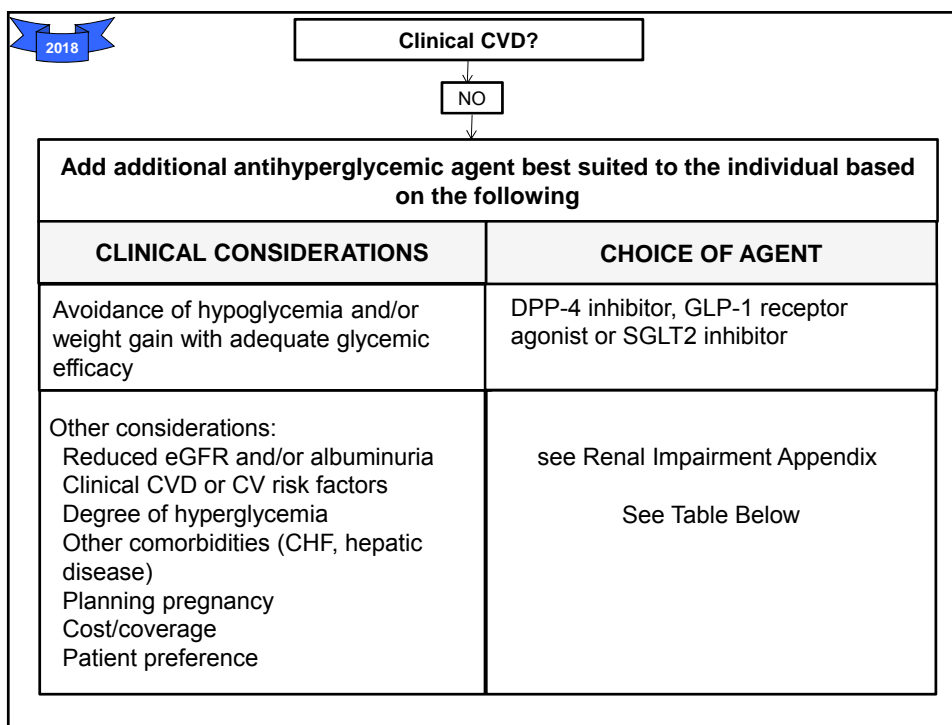 2018
Clinical CVD?
NO
Add additional antihyperglycemic agent best suited to the individual based
on the following
CLINICAL CONSIDERATIONS
CHOICE OF AGENT
Avoidance of hypoglycemia and/or
weight gain with adequate glycemic
efficacy
DPP-4 inhibitor, GLP-1 receptor
agonist or SGLT2 inhibitor
Other considerations:
Reduced eGFR and/or albuminuria
Clinical CVD or CV risk factors
Degree of hyperglycemia
Other comorbidities (CHF, hepatic
disease)
Planning pregnancy
Cost/coverage
Patient preference
see Renal Impairment Appendix
See Table Below